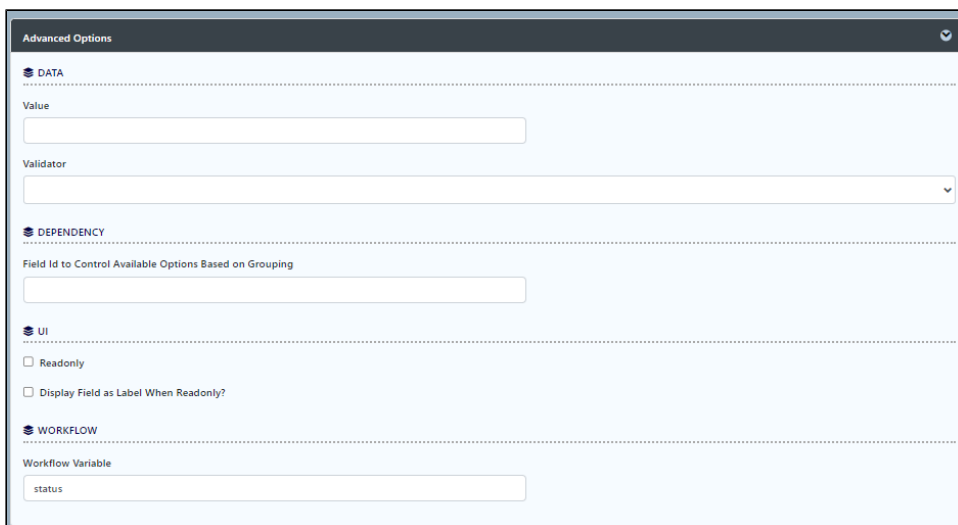 Advanced Options
DATA
Value
Validator
DEPENDENCY
Field Id to Control Available Options Based on Grouping
UI
Readonly
Display Field as Label When Readonly?
WORKFLOW
Workflow Variable
status